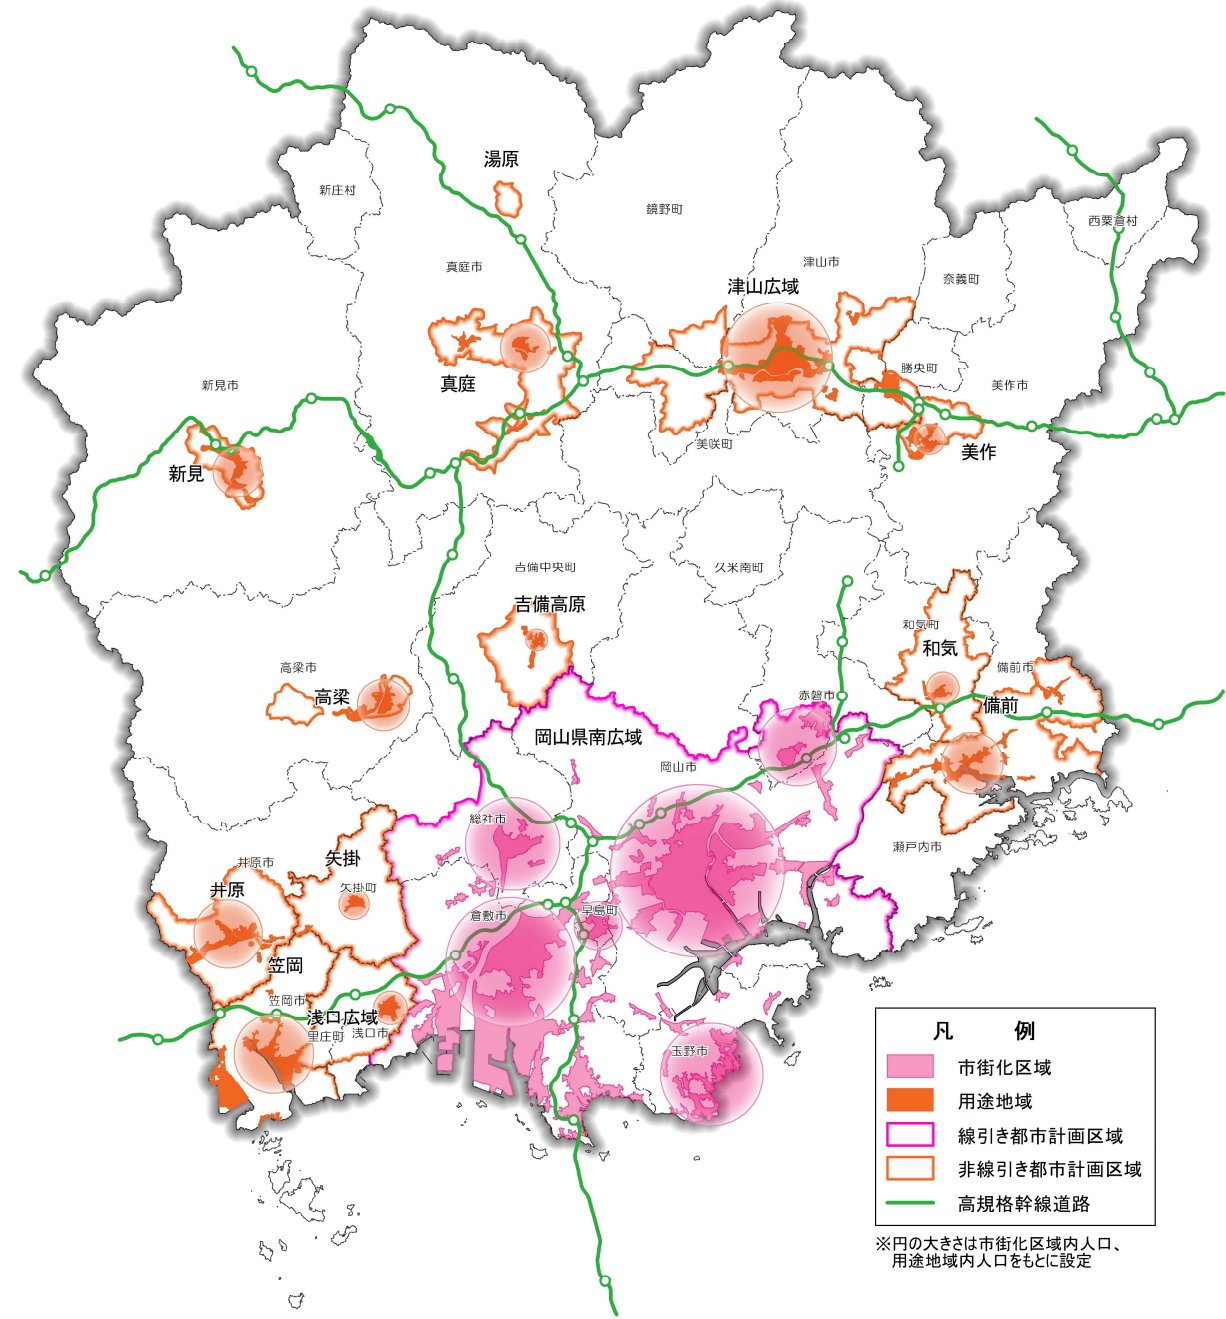 湯原
新庄村
鏡野町
西粟倉村
真庭市
津山市
奈義町
津山広域
勝央町
新見市
真庭
美作市
美咲町
美作
新見
吉備中央町
久米南町
吉備高原
和気町
和気
高梁市
備前市
高梁
赤磐市
備前
岡山県南広域
岡山市
総社市
瀬戸内市
矢掛
井原市
井原
矢掛町
倉敷市
早島町
笠岡
笠岡市
浅口広域
里庄町
浅口市
玉野市
凡 例
市街化区域
用途地域
線引き都市計画区域
非線引き都市計画区域
高規格幹線道路
※円の大きさは市街化区域内人口、
用途地域内人口をもとに設定